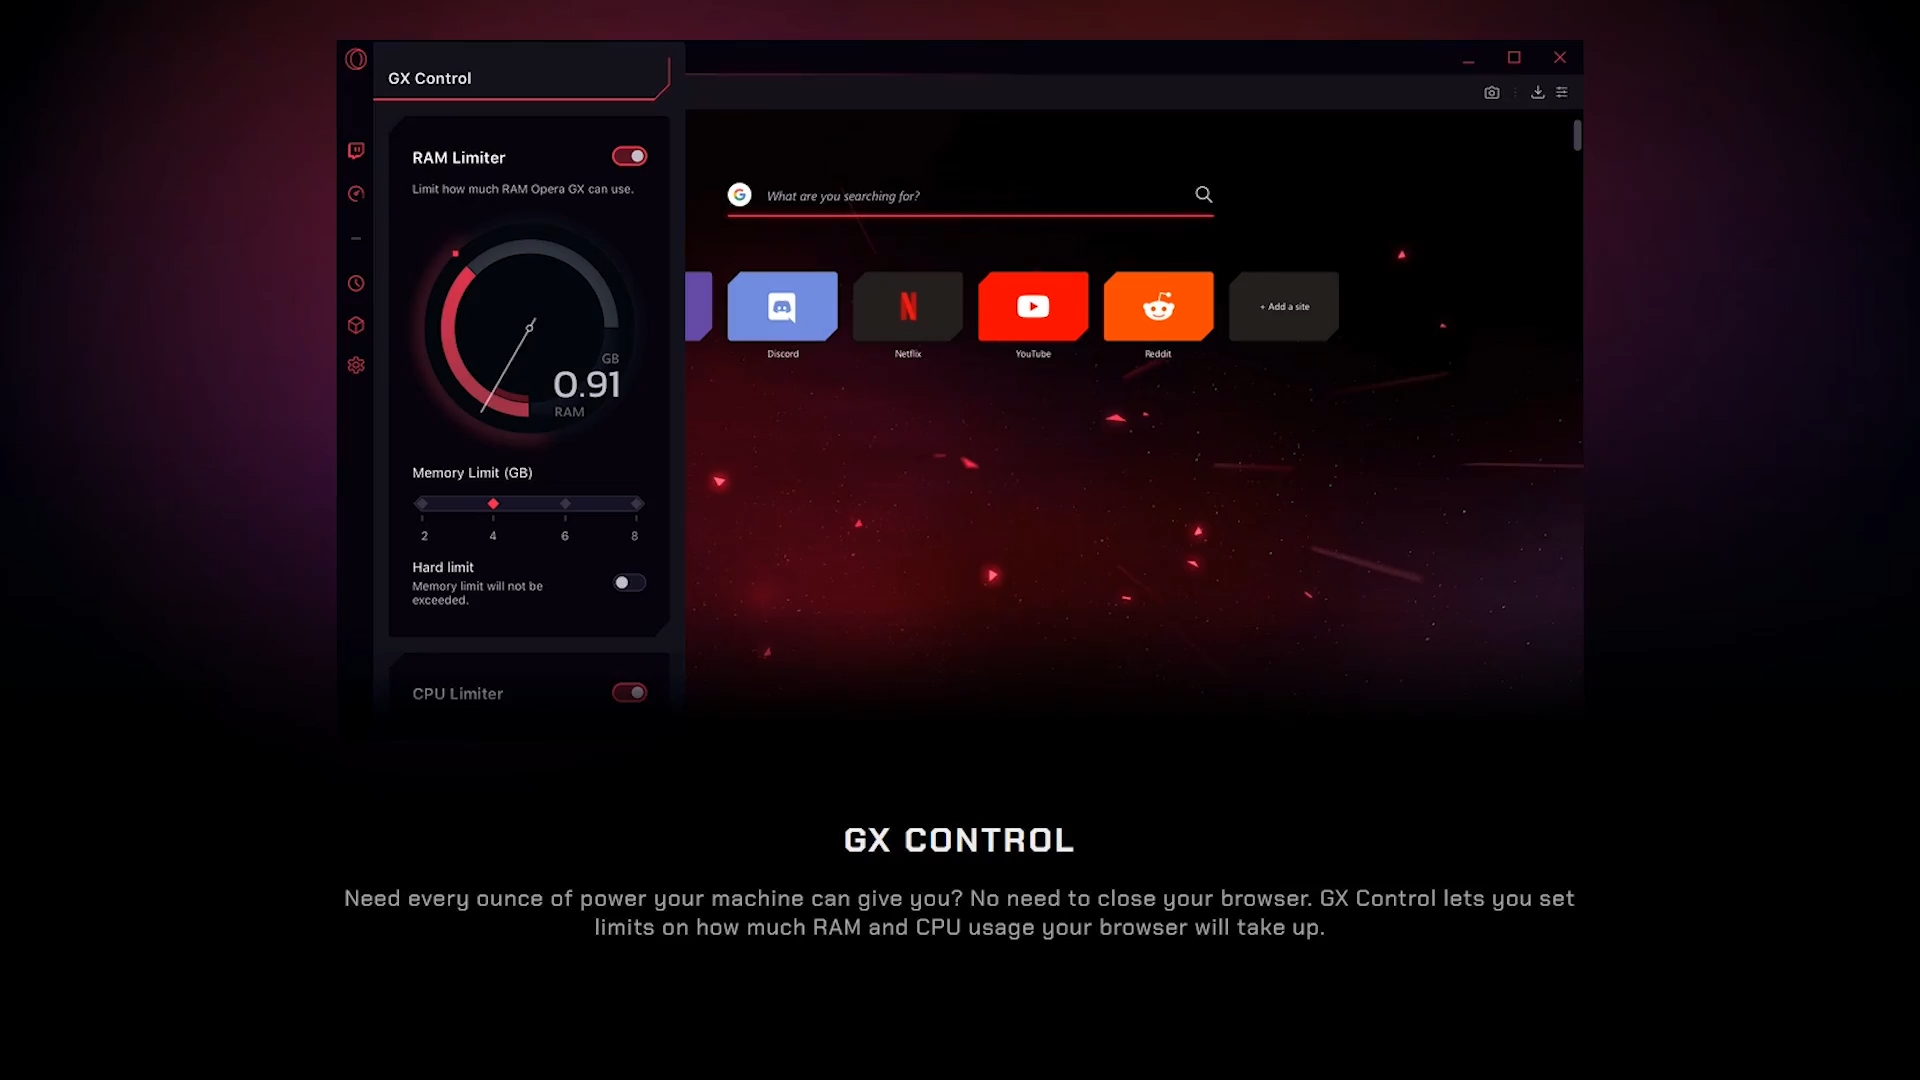 GX Control
RAM Limiter
Limit how much RAM Opera GX can use.
GB
0.91
RAM
Memory Limit (GB)
2 4 6 8
Hard limit
Memory limit will not be
exceeded.
CPU Limiter
What are you searching for?
Discord Netflix YouTube Reddit
+ Add a site
GX CONTROL
Need every ounce of power your machine can give you? No need to close your browser. GX Control lets you set
limits on how much RAM and CPU usage your browser will take up.